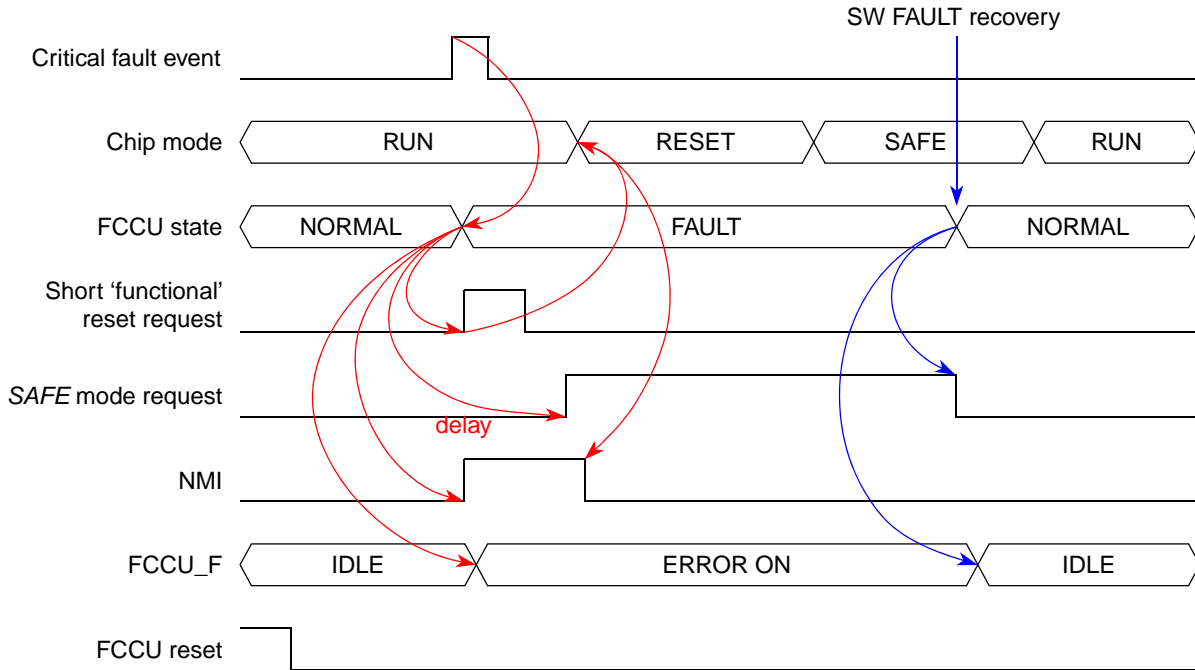 SW FAULT recovery
Critical fault event
Chip mode
RUN
RESET
SAFE
RUN
FCCU state
NORMAL
FAULT
NORMAL
Short ‘functional’
reset request
SAFE mode request
delay
NMI
FCCU_F
IDLE
ERROR ON
IDLE
FCCU reset